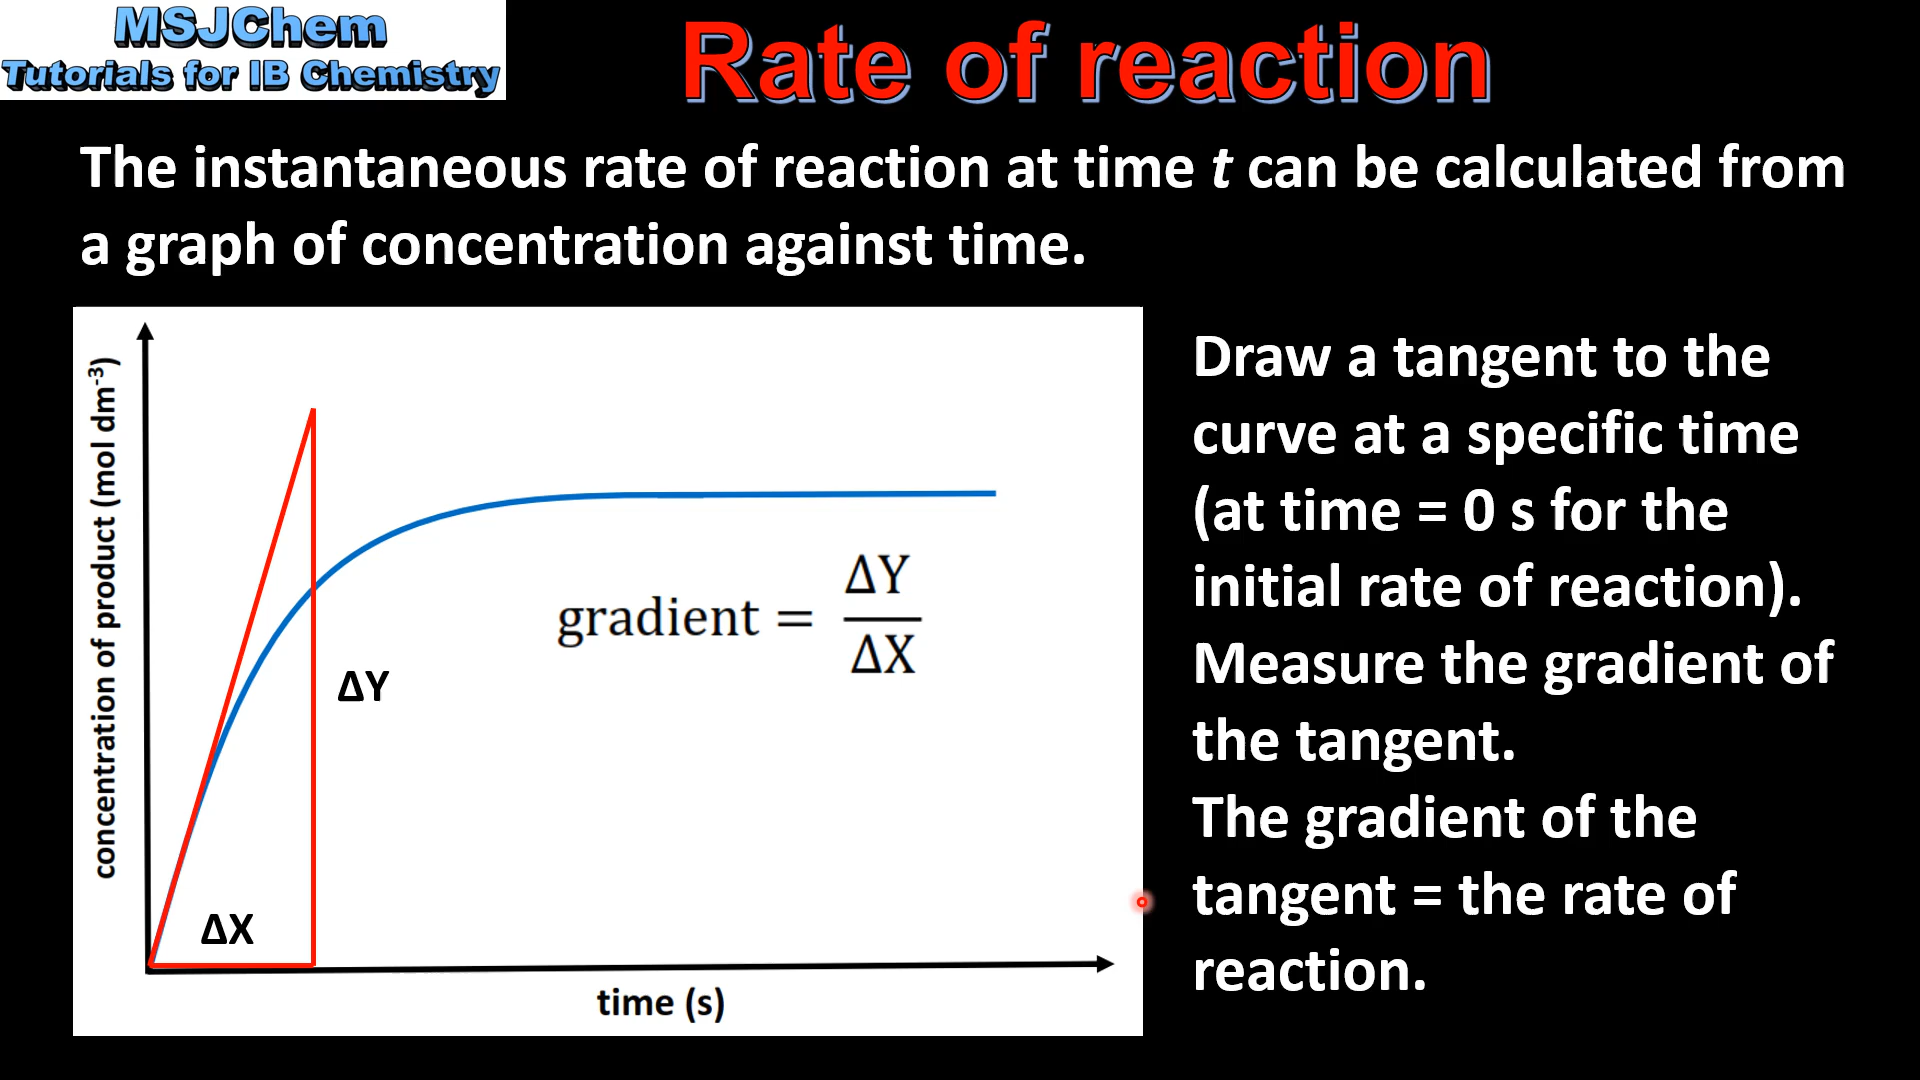 MSJChem
Tutorials for IB Chemistry
Rate of reaction
The instantaneous rate of reaction at time t can be calculated from
a graph of concentration against time.
concentration of product (mol dm⁻³)
ΔY
ΔX
gradient = ΔY/ΔX
time (s)
Draw a tangent to the
curve at a specific time
(at time = 0 s for the
initial rate of reaction).
Measure the gradient of
the tangent.
The gradient of the
tangent = the rate of
reaction.